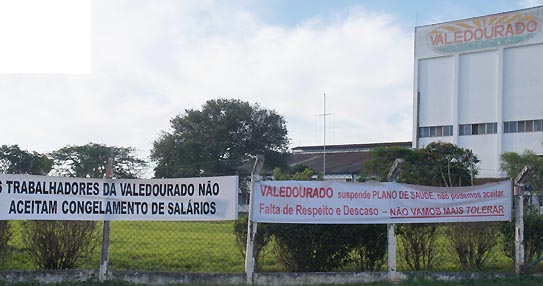 VALEDOURADO
S TRABALHADORES DA VALEDOURADO NÃO
ACEITAM CONGELAMENTO DE SALÁRIOS
VALEDOURADO suspende PLANO DE SAÚDE, não podemos aceitar.
Falta de Respeito e Descaso - NÃO VAMOS MAIS TOLERAR